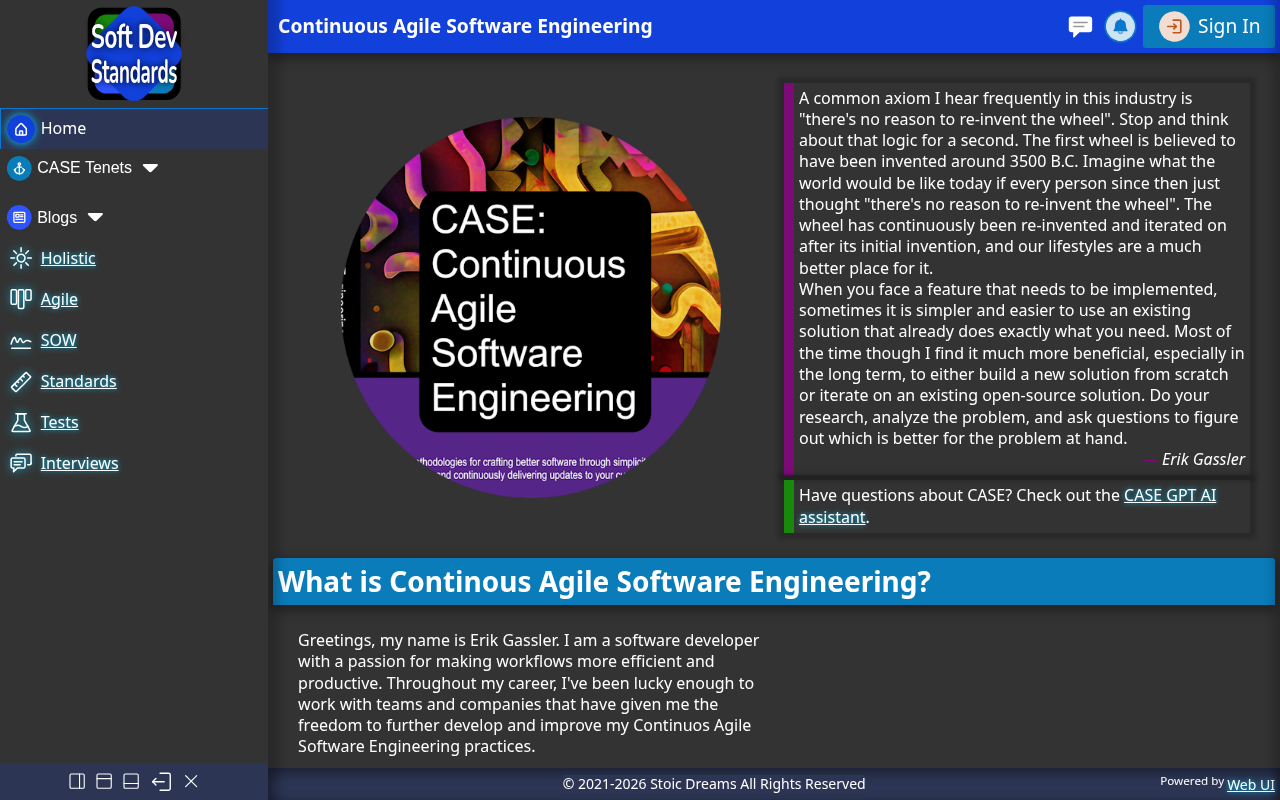 Soft Dev
Standards
Home
CASE Tenets
Blogs
Holistic
Agile
SOW
Standards
Tests
Interviews
Continuous Agile Software Engineering
Sign In
CASE:
Continuous
Agile
Software
Engineering
thodologies for crafting better software through simplici
and continuously delivering updates to your
A common axiom I hear frequently in this industry is
"there's no reason to re-invent the wheel". Stop and think
about that logic for a second. The first wheel is believed to
have been invented around 3500 B.C. Imagine what the
world would be like today if every person since then just
thought "there's no reason to re-invent the wheel". The
wheel has continuously been re-invented and iterated on
after its initial invention, and our lifestyles are a much
better place for it.
When you face a feature that needs to be implemented,
sometimes it is simpler and easier to use an existing
solution that already does exactly what you need. Most of
the time though I find it much more beneficial, especially in
the long term, to either build a new solution from scratch
or iterate on an existing open-source solution. Do your
research, analyze the problem, and ask questions to figure
out which is better for the problem at hand.
— Erik Gassler
Have questions about CASE? Check out the CASE GPT AI
assistant.
What is Continous Agile Software Engineering?
Greetings, my name is Erik Gassler. I am a software developer
with a passion for making workflows more efficient and
productive. Throughout my career, I've been lucky enough to
work with teams and companies that have given me the
freedom to further develop and improve my Continuos Agile
Software Engineering practices.
© 2021-2026 Stoic Dreams All Rights Reserved
Powered by Web UI